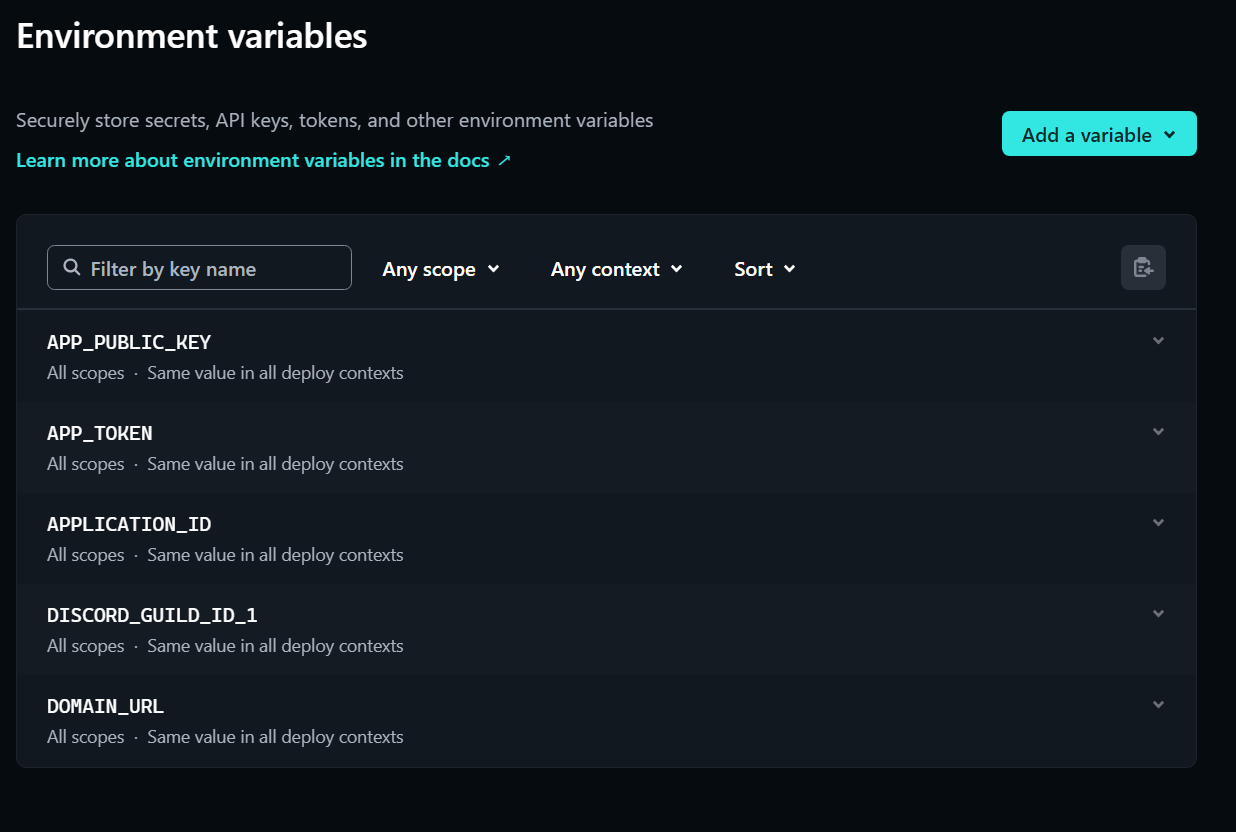 Environment variables
Securely store secrets, API keys, tokens, and other environment variables
Learn more about environment variables in the docs ↗
Add a variable
Filter by key name
Any scope
Any context
Sort
APP_PUBLIC_KEY
All scopes · Same value in all deploy contexts
APP_TOKEN
All scopes · Same value in all deploy contexts
APPLICATION_ID
All scopes · Same value in all deploy contexts
DISCORD_GUILD_ID_1
All scopes · Same value in all deploy contexts
DOMAIN_URL
All scopes · Same value in all deploy contexts